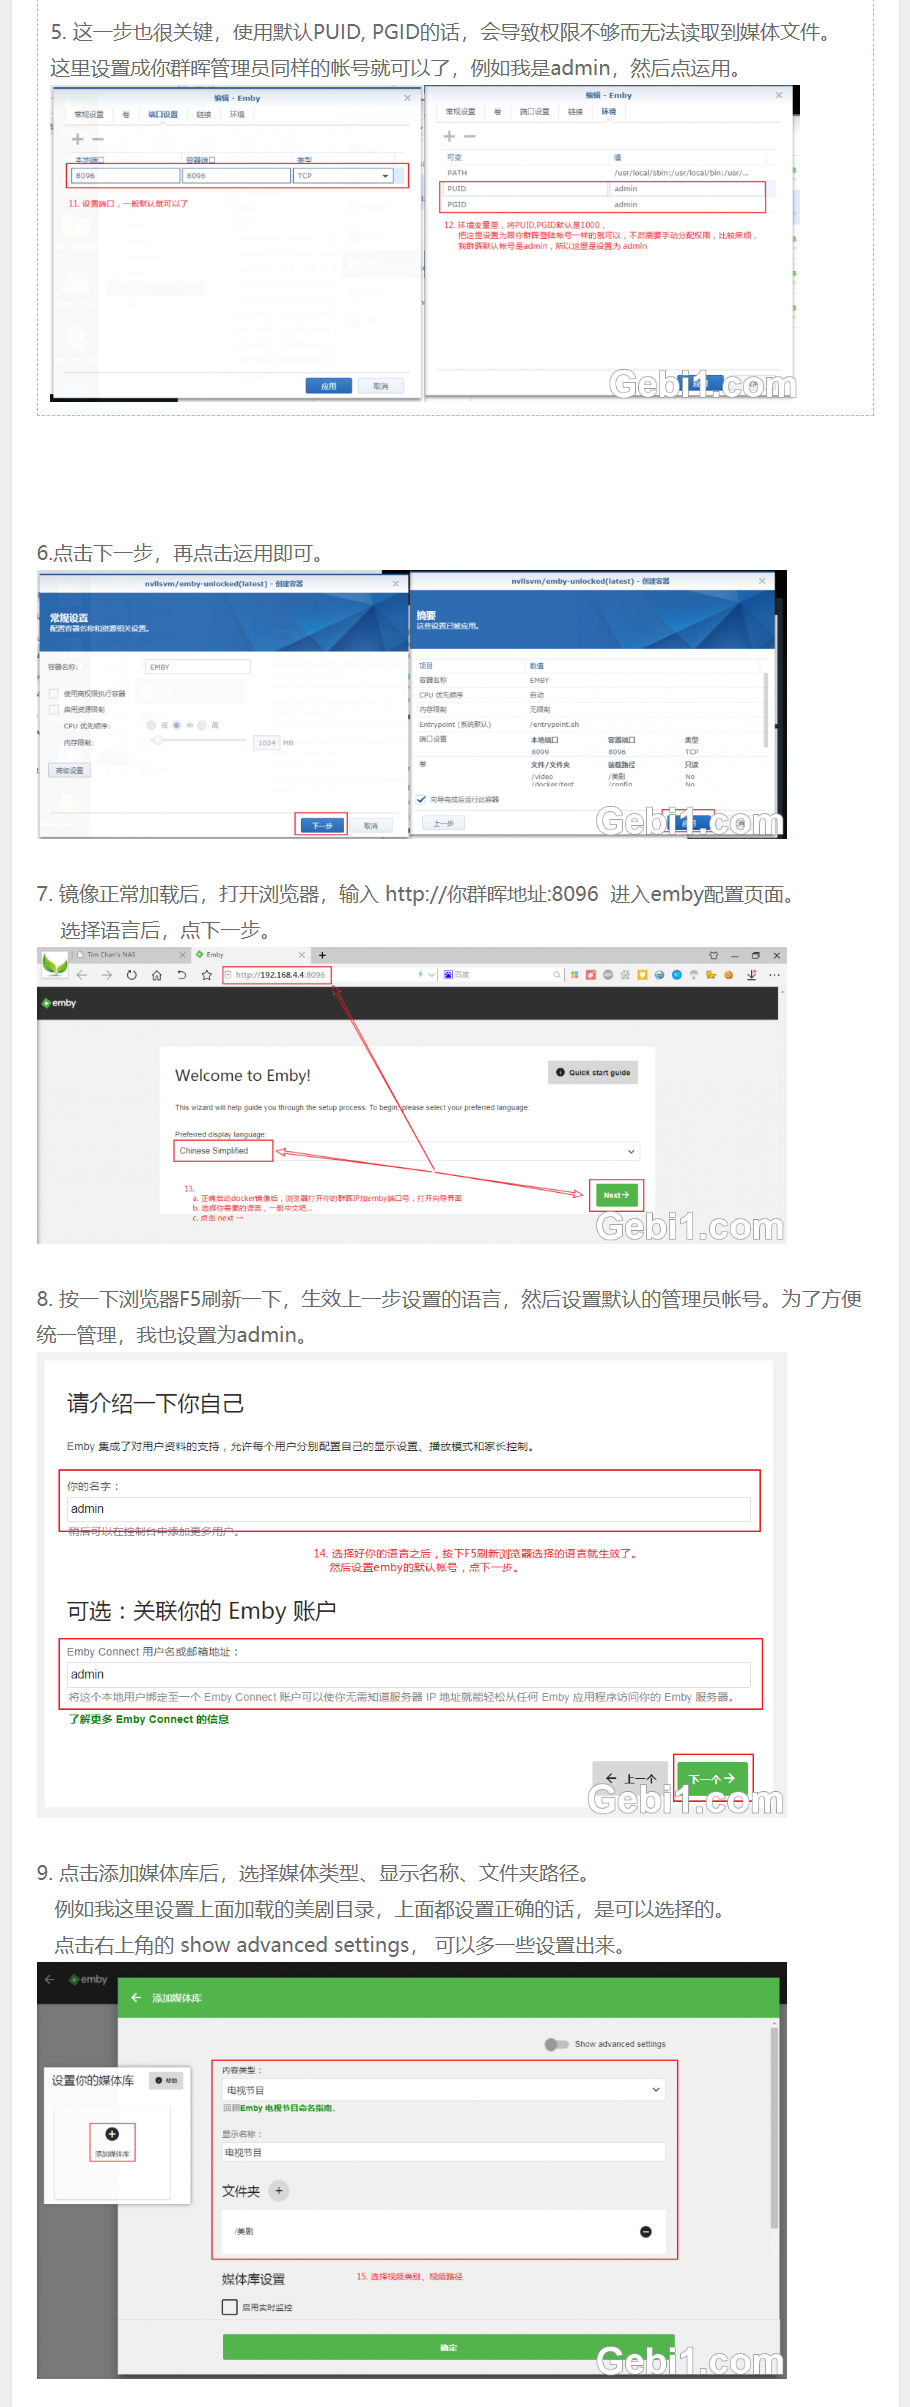 5. 这一步也很关键，使用默认PUID, PGID的话，会导致权限不够而无法读取到媒体文件。
这里设置成你群晖管理员同样的帐号就可以了，例如我是admin，然后点运用。
编辑 - Emby
常规设置 卷 端口设置 链接 环境
本地端口 容器端口 类型
8096 8096 TCP
11. 设置端口，一般默认就可以了
应用 取消
编辑 - Emby
常规设置 卷 端口设置 链接 环境
可变 值
PATH /usr/local/sbin:/usr/local/bin:/usr/...
PUID admin
PGID admin
12. 环境变量里，将PUID,PGID默认是1000，
把这里设置为跟你群晖登陆帐号一样的就可以，不然需要手动分配权限，比较麻烦，
我群晖默认帐号是admin，所以这里是设置为 admin
Gebi1.com
6.点击下一步，再点击运用即可。
nvllsvm/emby-unlocked(latest) - 创建容器
常规设置
配置容器名称和资源相关设置。
容器名称： EMBY
使用高权限执行容器
启用资源限制
CPU 优先顺序： 低 中 高
内存限制： 1024 MB
高级设置
下一步 取消
nvllsvm/emby-unlocked(latest) - 创建容器
摘要
这些设置已被应用。
项目 数值
容器名称 EMBY
CPU 优先顺序 自动
内存限制 无限制
Entrypoint (系统默认) /entrypoint.sh
端口设置 本地端口 容器端口 类型
8099 8096 TCP
卷 文件/文件夹 装载路径 只读
/video /美剧 No
/docker/test /config No
向导完成后运行此容器
上一步
Gebi1.com
7. 镜像正常加载后，打开浏览器，输入 http://你群晖地址:8096 进入emby配置页面。
选择语言后，点下一步。
Tim Chan's NAS Emby
http://192.168.4.4:8096 百度
emby
Welcome to Emby!
Quick start guide
This wizard will help guide you through the setup process. To begin, please select your preferred language.
Preferred display language:
Chinese Simplified
Next
13.
a. 正确启动docker镜像后，浏览器打开你的群晖IP加emby端口号，打开向导界面
b. 选择你需要的语言，一般中文吧...
c. 点击 next →
Gebi1.com
8. 按一下浏览器F5刷新一下，生效上一步设置的语言，然后设置默认的管理员帐号。为了方便
统一管理，我也设置为admin。
请介绍一下你自己
Emby 集成了对用户资料的支持，允许每个用户分别配置自己的显示设置、播放模式和家长控制。
你的名字：
admin
稍后可以在控制台中添加更多用户。
14. 选择好你的语言之后，按下F5刷新浏览器选择的语言就生效了。
然后设置emby的默认帐号，点下一步。
可选：关联你的 Emby 账户
Emby Connect 用户名或邮箱地址：
admin
将这个本地用户绑定至一个 Emby Connect 账户可以使你无需知道服务器 IP 地址就能轻松从任何 Emby 应用程序访问你的 Emby 服务器。
了解更多 Emby Connect 的信息
上一个 下一个
Gebi1.com
9. 点击添加媒体库后，选择媒体类型、显示名称、文件夹路径。
例如我这里设置上面加载的美剧目录，上面都设置正确的话，是可以选择的。
点击右上角的 show advanced settings， 可以多一些设置出来。
emby
添加媒体库
Show advanced settings
设置你的媒体库 帮助
添加媒体库
内容类型：
电视节目
回顾Emby 电视节目命名指南。
显示名称：
电视节目
文件夹
/美剧
媒体库设置
15. 选择视频类别、视频路径
启用实时监控
确定
Gebi1.com